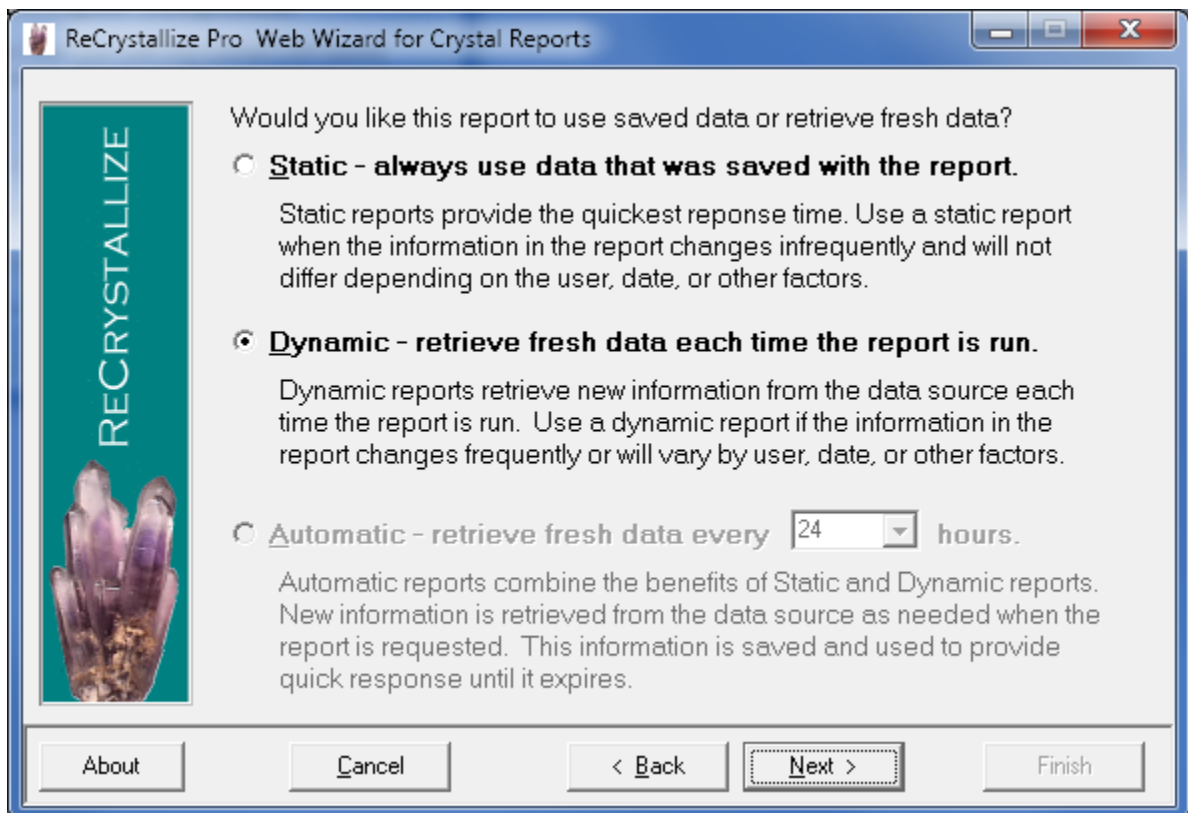 ReCrystallize Pro Web Wizard for Crystal Reports
RECRYSTALLIZE
Would you like this report to use saved data or retrieve fresh data?
Static - always use data that was saved with the report.
Static reports provide the quickest reponse time. Use a static report
when the information in the report changes infrequently and will not
differ depending on the user, date, or other factors.
Dynamic - retrieve fresh data each time the report is run.
Dynamic reports retrieve new information from the data source each
time the report is run. Use a dynamic report if the information in the
report changes frequently or will vary by user, date, or other factors.
Automatic - retrieve fresh data every 24 hours.
Automatic reports combine the benefits of Static and Dynamic reports.
New information is retrieved from the data source as needed when the
report is requested. This information is saved and used to provide
quick response until it expires.
About Cancel < Back Next > Finish